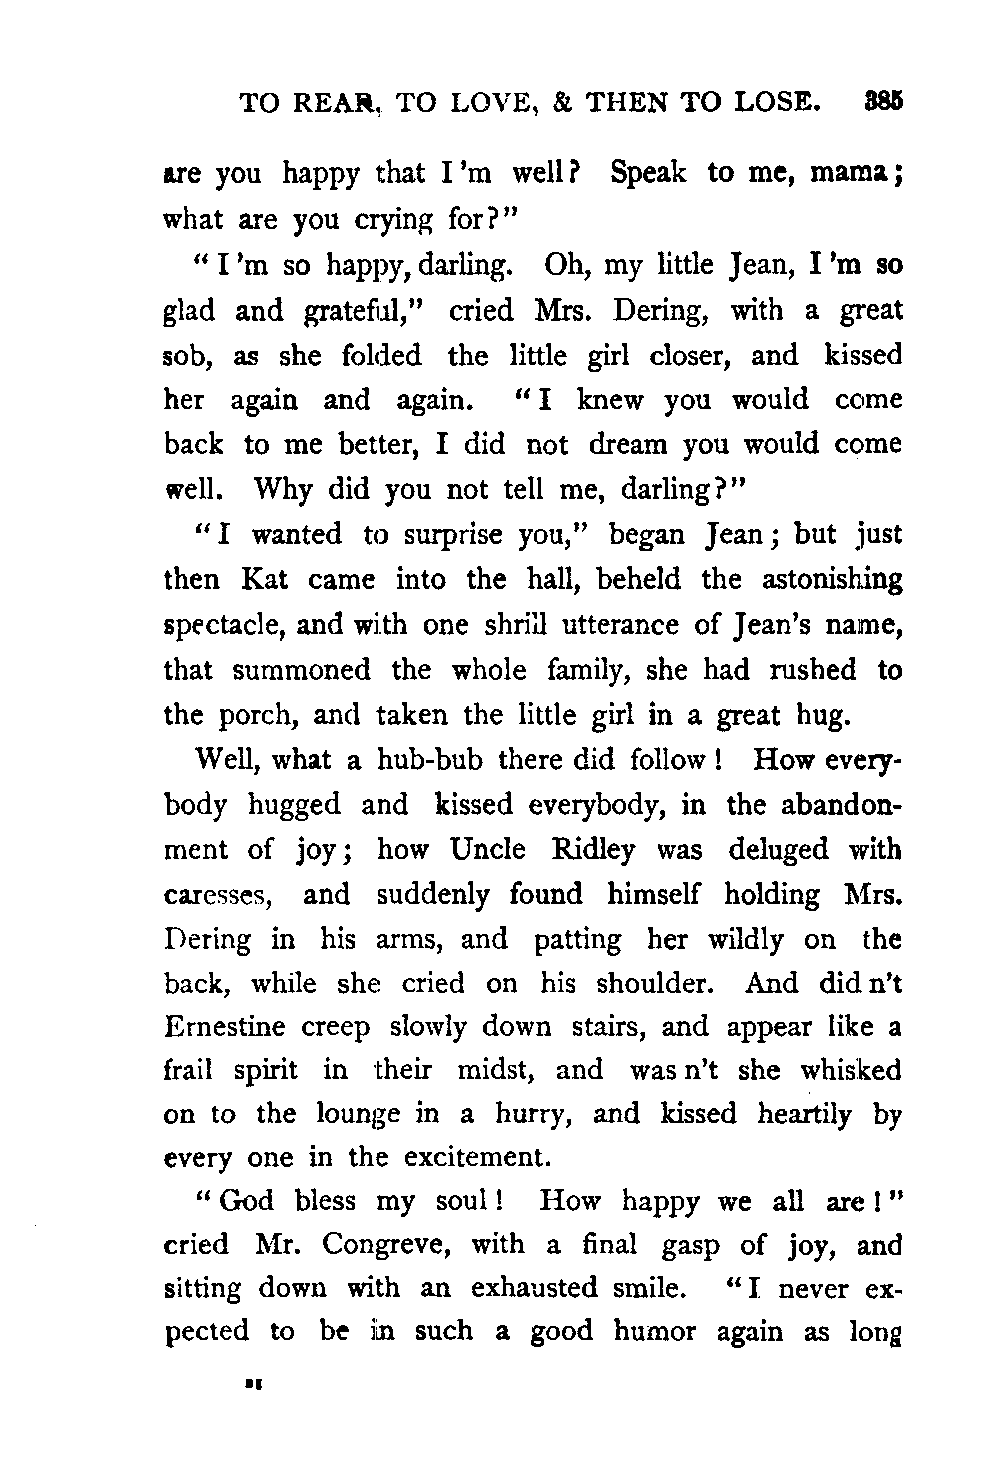 TO REAR, TO LOVE, & THEN TO LOSE. 385
are you happy that I'm well? Speak to me, mama;
what are you crying for?"
"I'm so happy, darling. Oh, my little Jean, I'm so
glad and grateful," cried Mrs. Dering, with a great
sob, as she folded the little girl closer, and kissed
her again and again. "I knew you would come
back to me better, I did not dream you would come
well. Why did you not tell me, darling?"
"I wanted to surprise you," began Jean; but just
then Kat came into the hall, beheld the astonishing
spectacle, and with one shrill utterance of Jean's name,
that summoned the whole family, she had rushed to
the porch, and taken the little girl in a great hug.
Well, what a hub-bub there did follow! How every-
body hugged and kissed everybody, in the abandon-
ment of joy; how Uncle Ridley was deluged with
caresses, and suddenly found himself holding Mrs.
Dering in his arms, and patting her wildly on the
back, while she cried on his shoulder. And did n't
Ernestine creep slowly down stairs, and appear like a
frail spirit in their midst, and was n't she whisked
on to the lounge in a hurry, and kissed heartily by
every one in the excitement.
"God bless my soul! How happy we all are!"
cried Mr. Congreve, with a final gasp of joy, and
sitting down with an exhausted smile. "I never ex-
pected to be in such a good humor again as long